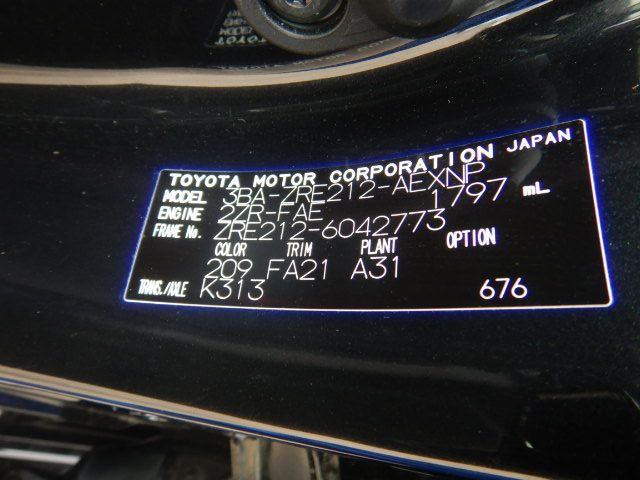 TOYOTA MOTOR CORPORATION JAPAN
MODEL 3BA-ZRE212-AEXNP
ENGINE 2ZR-FAE 1797 mL
FRAME No. ZRE212-6042773
COLOR TRIM PLANT OPTION
209 FA21 A31
TRANS./AXLE K313 676